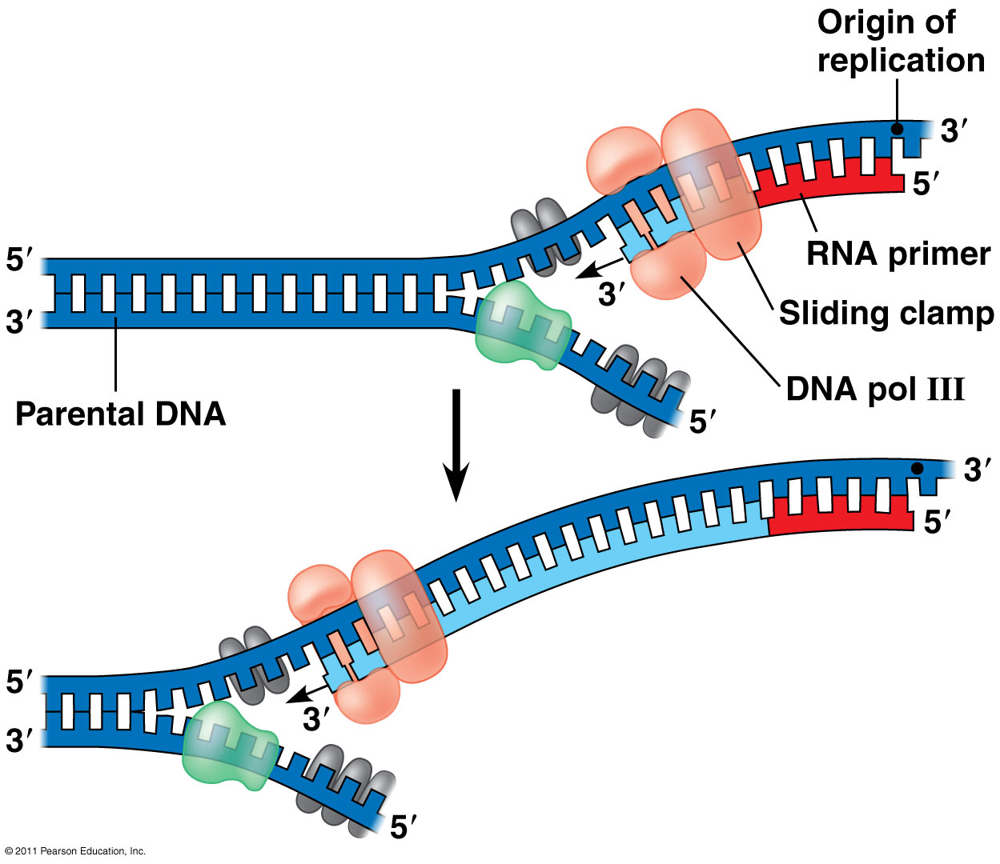 Origin of
replication
3′
5′
RNA primer
5′
3′
Sliding clamp
3′
DNA pol III
Parental DNA
5′
3′
5′
5′
3′
3′
5′
© 2011 Pearson Education, Inc.